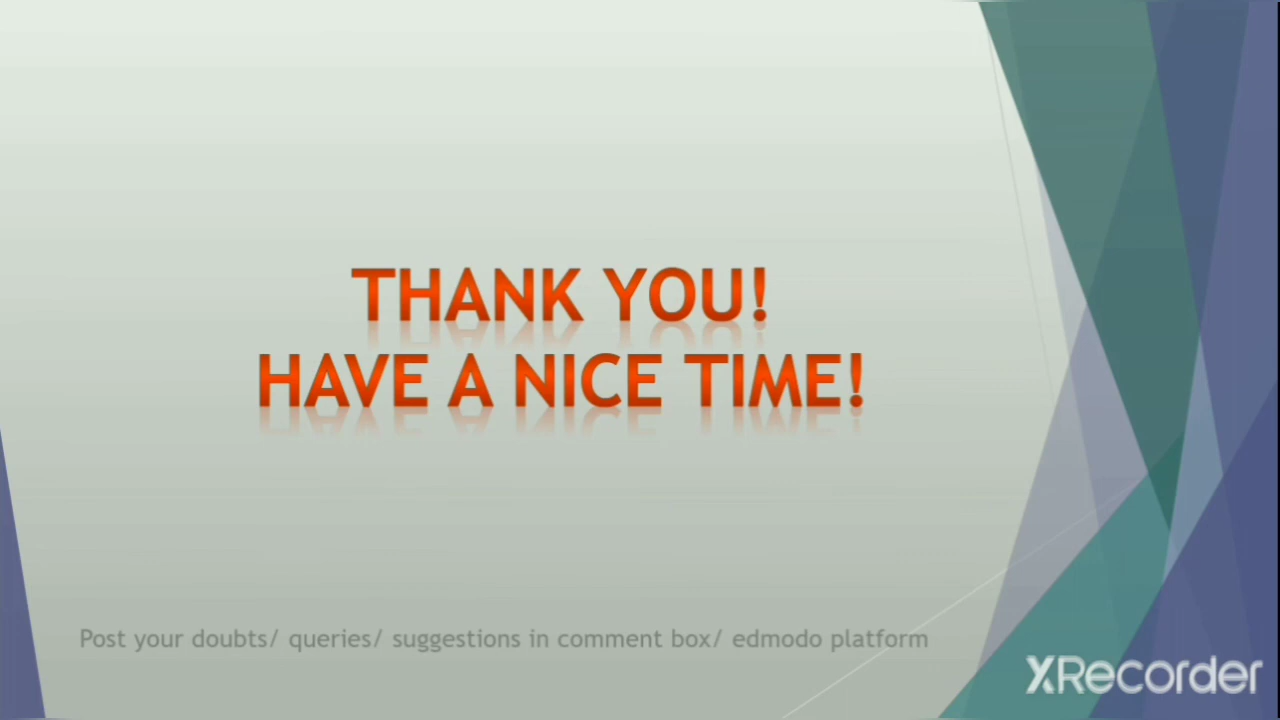 THANK YOU!
HAVE A NICE TIME!
Post your doubts/ queries/ suggestions in comment box/ edmodo platform
XRecorder